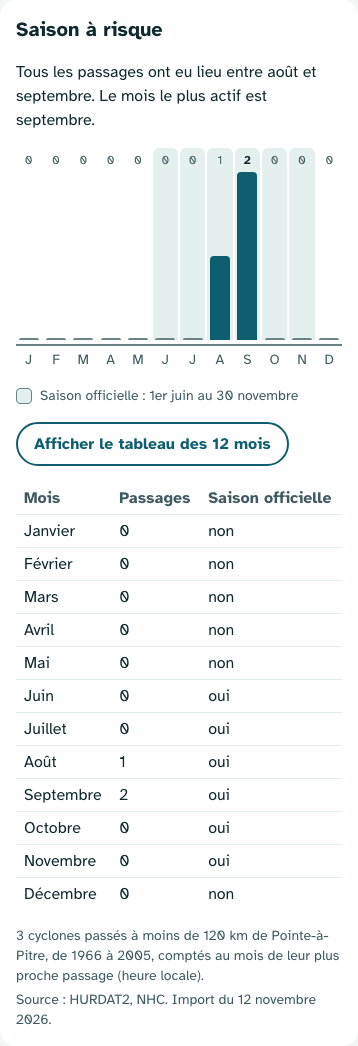 Saison à risque
Tous les passages ont eu lieu entre août et
septembre. Le mois le plus actif est
septembre.
0 0 0 0 0 0 0 1 2 0 0 0
J F M A M J J A S O N D
Saison officielle : 1er juin au 30 novembre
Afficher le tableau des 12 mois
Mois Passages Saison officielle
Janvier 0 non
Février 0 non
Mars 0 non
Avril 0 non
Mai 0 non
Juin 0 oui
Juillet 0 oui
Août 1 oui
Septembre 2 oui
Octobre 0 oui
Novembre 0 oui
Décembre 0 non
3 cyclones passés à moins de 120 km de Pointe-à-
Pitre, de 1966 à 2005, comptés au mois de leur plus
proche passage (heure locale).
Source : HURDAT2, NHC. Import du 12 novembre
2026.